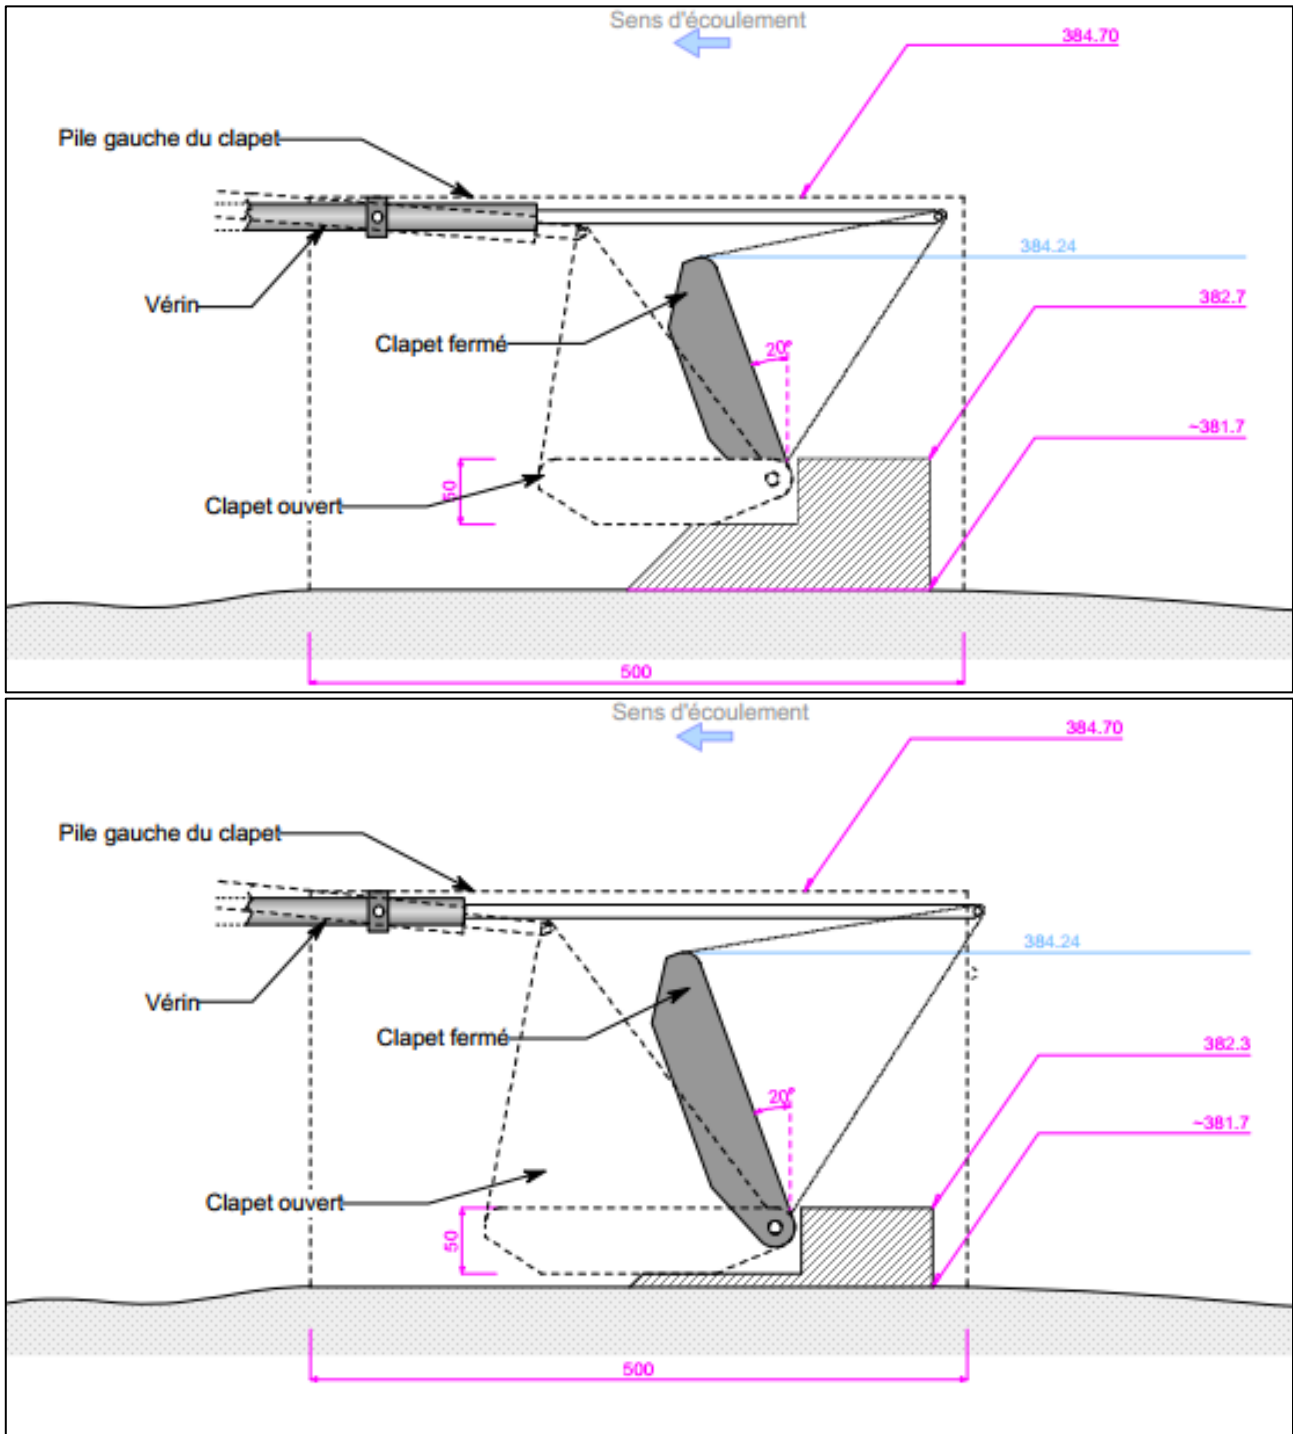 Sens d'écoulement
384.70
Pile gauche du clapet
384.24
382.7
Vérin
Clapet fermé
20°
~381.7
50
Clapet ouvert
500
Sens d'écoulement
384.70
Pile gauche du clapet
384.24
Vérin
Clapet fermé
382.3
20°
~381.7
Clapet ouvert
50
500